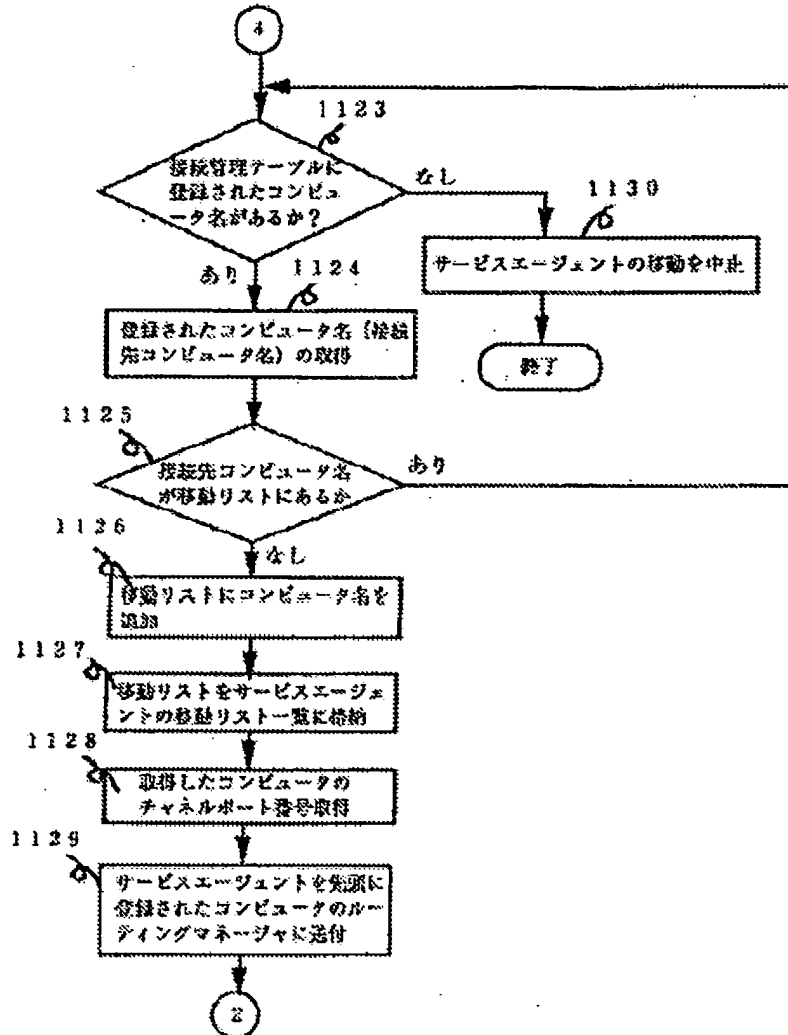 4
1123
接続管理テーブルに
登録されたコンピュ
ータ名があるか?
なし
1130
サービスエージェントの移動を中止
終了
あり
1124
登録されたコンピュータ名(接続
先コンピュータ名)の取得
1125
接続先コンピュータ名
が移動リストにあるか
あり
なし
1126
移動リストにコンピュータ名を
追加
1127
移動リストをサービスエージェ
ントの移動リスト一覧に格納
1128
取得したコンピュータの
チャネルポート番号取得
1129
サービスエージェントを先頭に
登録されたコンピュータのルー
ティングマネージャに送付
2